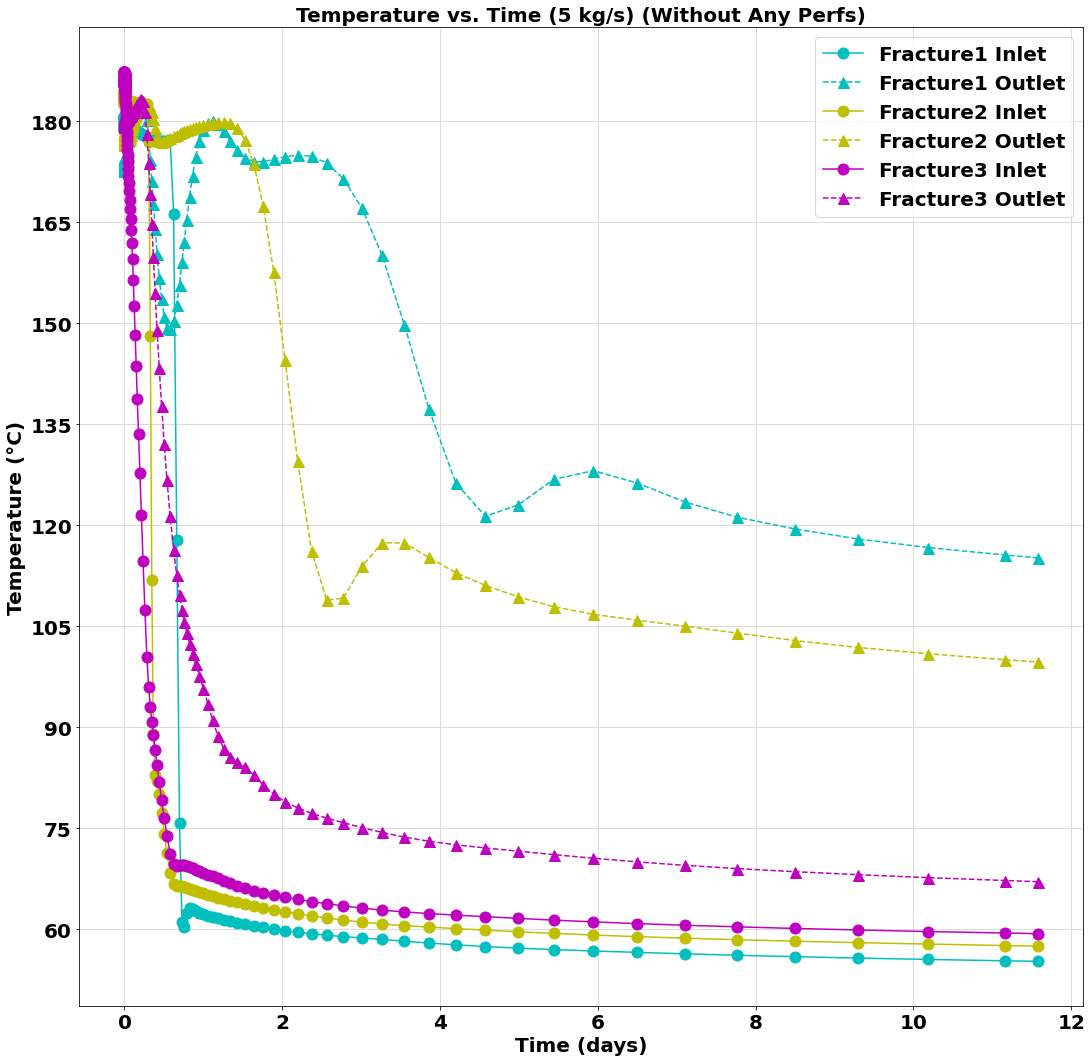 Temperature vs. Time (5 kg/s) (Without Any Perfs)
Fracture1 Inlet
Fracture1 Outlet
Fracture2 Inlet
Fracture2 Outlet
Fracture3 Inlet
Fracture3 Outlet
Temperature (°C)
180
165
150
135
120
105
90
75
60
0 2 4 6 8 10 12
Time (days)